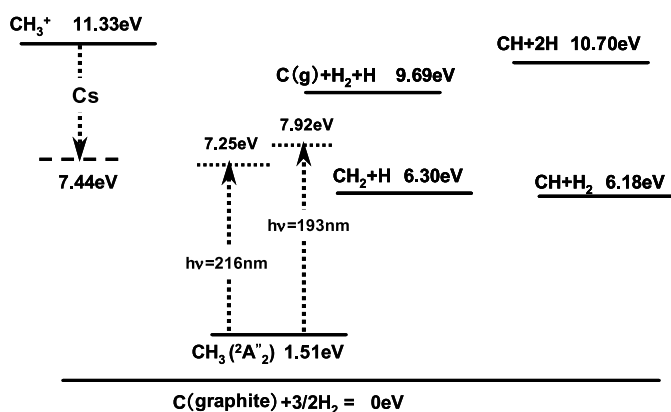 CH₃⁺ 11.33eV
CH+2H 10.70eV
C(g)+H₂+H 9.69eV
Cs
7.92eV
7.25eV
7.44eV
CH₂+H 6.30eV
CH+H₂ 6.18eV
hν=193nm
hν=216nm
CH₃(²A”₂) 1.51eV
C(graphite)+3/2H₂ = 0eV